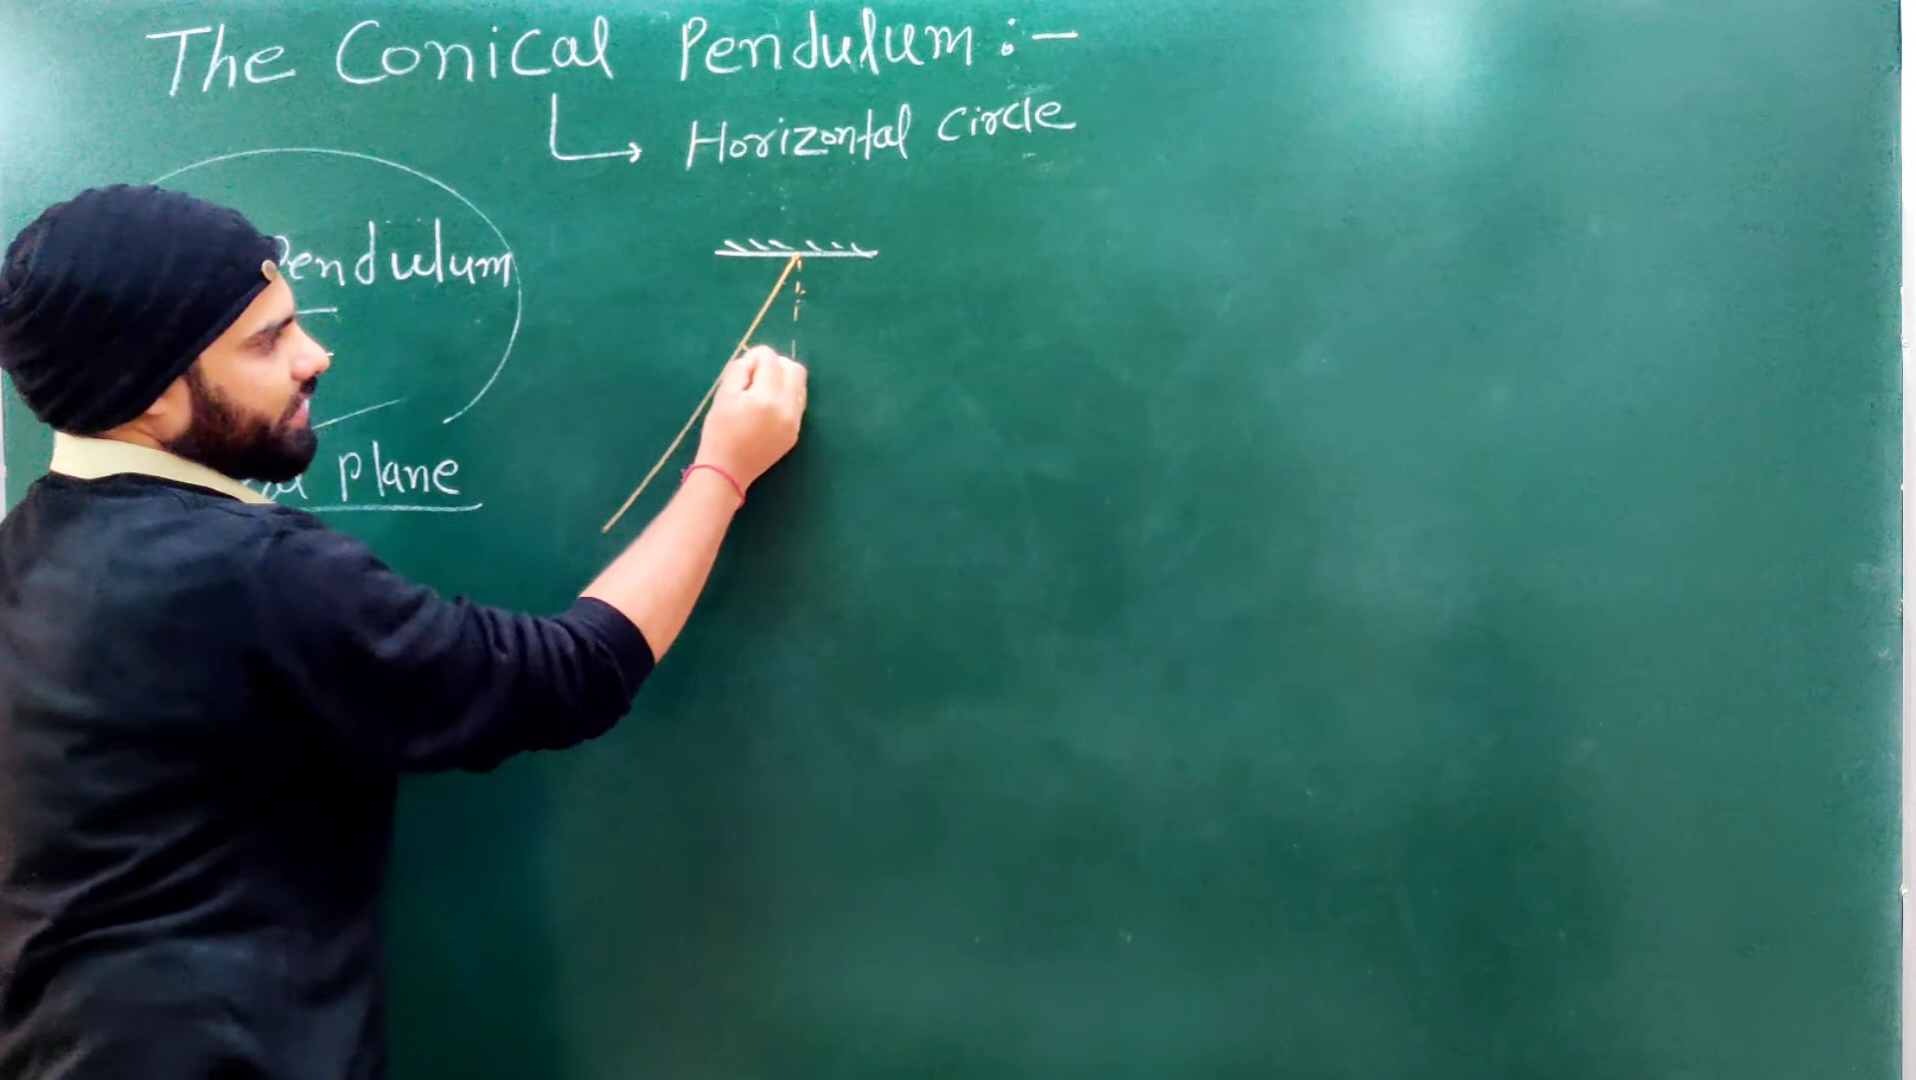 The Conical Pendulum :-
Horizontal Circle
Pendulum
Plane